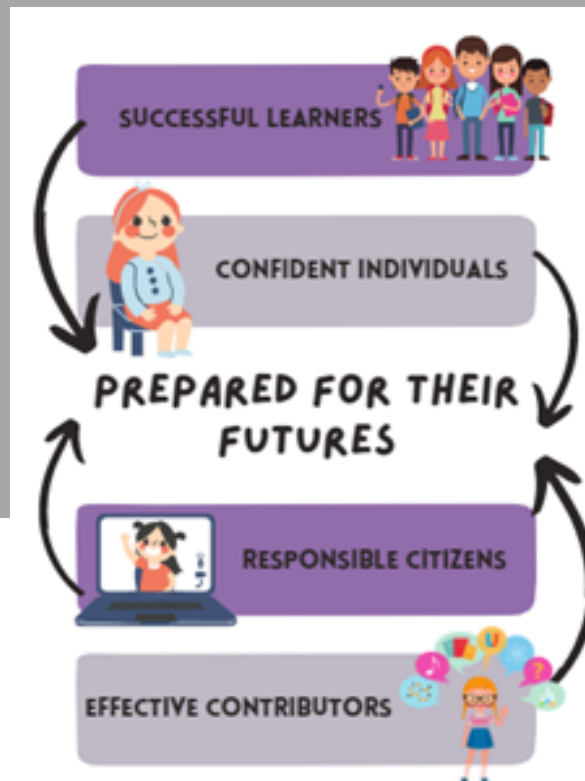 SUCCESSFUL LEARNERS
CONFIDENT INDIVIDUALS
PREPARED FOR THEIR
FUTURES
RESPONSIBLE CITIZENS
EFFECTIVE CONTRIBUTORS
U
?